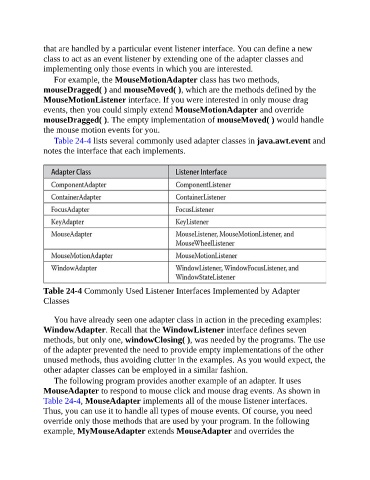 that are handled by a particular event listener interface. You can define a new
class to act as an event listener by extending one of the adapter classes and
implementing only those events in which you are interested.
For example, the MouseMotionAdapter class has two methods,
mouseDragged( ) and mouseMoved( ), which are the methods defined by the
MouseMotionListener interface. If you were interested in only mouse drag
events, then you could simply extend MouseMotionAdapter and override
mouseDragged( ). The empty implementation of mouseMoved( ) would handle
the mouse motion events for you.
Table 24-4 lists several commonly used adapter classes in java.awt.event and
notes the interface that each implements.
Adapter Class Listener Interface
ComponentAdapter ComponentListener
ContainerAdapter ContainerListener
FocusAdapter FocusListener
KeyAdapter KeyListener
MouseAdapter MouseListener, MouseMotionListener, and
MouseWheelListener
MouseMotionAdapter MouseMotionListener
WindowAdapter WindowListener, WindowFocusListener, and
WindowStateListener
Table 24-4 Commonly Used Listener Interfaces Implemented by Adapter
Classes
You have already seen one adapter class in action in the preceding examples:
WindowAdapter. Recall that the WindowListener interface defines seven
methods, but only one, windowClosing( ), was needed by the programs. The use
of the adapter prevented the need to provide empty implementations of the other
unused methods, thus avoiding clutter in the examples. As you would expect, the
other adapter classes can be employed in a similar fashion.
The following program provides another example of an adapter. It uses
MouseAdapter to respond to mouse click and mouse drag events. As shown in
Table 24-4, MouseAdapter implements all of the mouse listener interfaces.
Thus, you can use it to handle all types of mouse events. Of course, you need
override only those methods that are used by your program. In the following
example, MyMouseAdapter extends MouseAdapter and overrides the